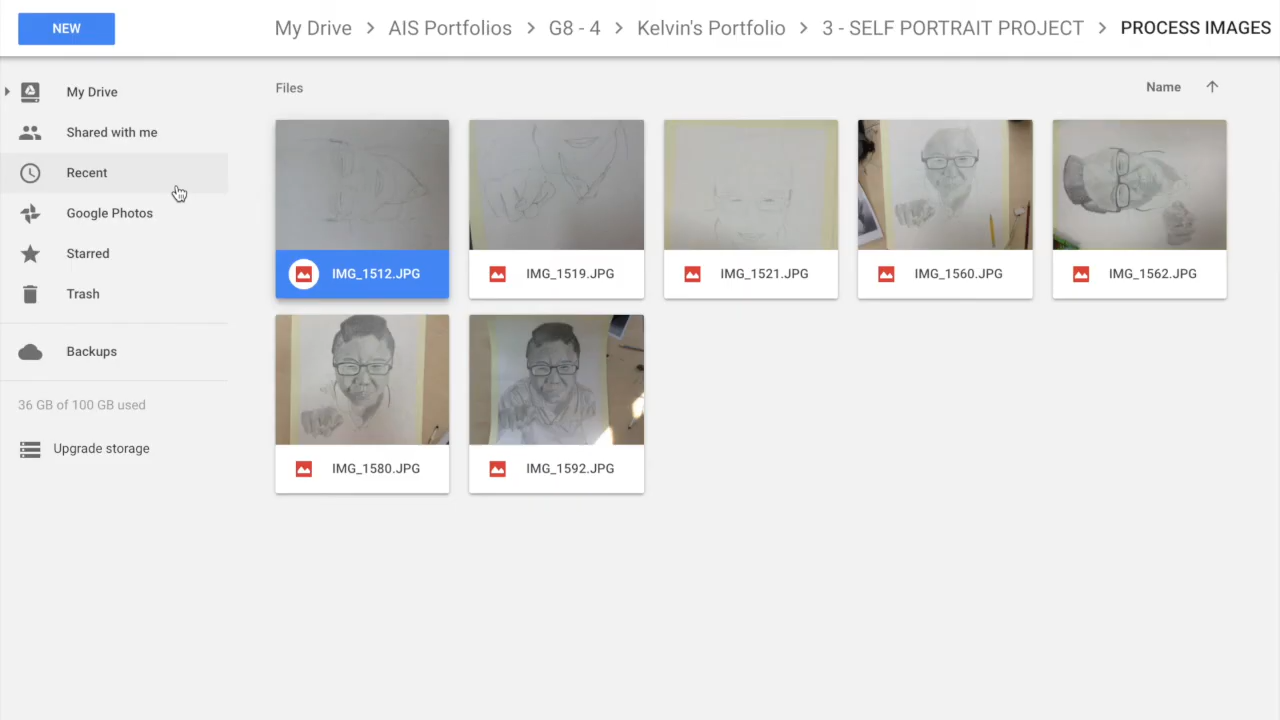 NEW
My Drive > AIS Portfolios > G8 - 4 > Kelvin's Portfolio > 3 - SELF PORTRAIT PROJECT > PROCESS IMAGES
My Drive
Shared with me
Recent
Google Photos
Starred
Trash
Backups
36 GB of 100 GB used
Upgrade storage
Files
Name
IMG_1512.JPG
IMG_1519.JPG
IMG_1521.JPG
IMG_1560.JPG
IMG_1562.JPG
IMG_1580.JPG
IMG_1592.JPG